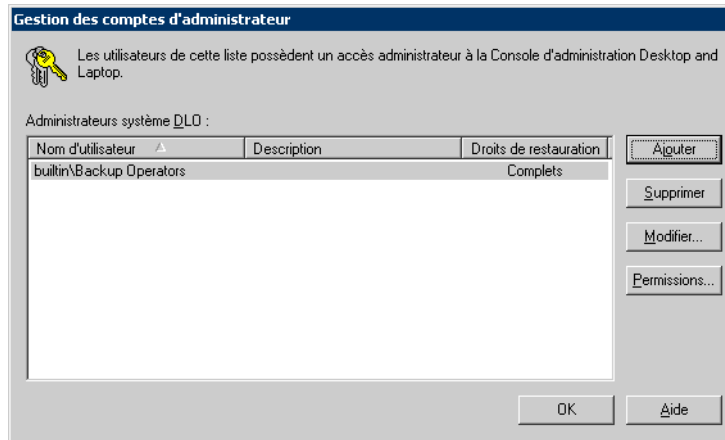 Gestion des comptes d'administrateur
Les utilisateurs de cette liste possèdent un accès administrateur à la Console d'administration Desktop and
Laptop.
Administrateurs système DLO :
Nom d'utilisateur Description Droits de restauration
builtin\Backup Operators Complets
Ajouter
Supprimer
Modifier...
Permissions...
OK Aide